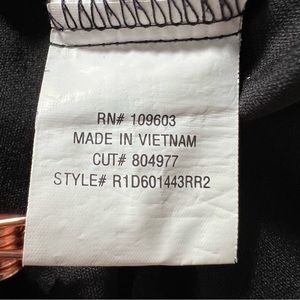 RN# 109603
MADE IN VIETNAM
CUT# 804977
STYLE# R1D601443RR2